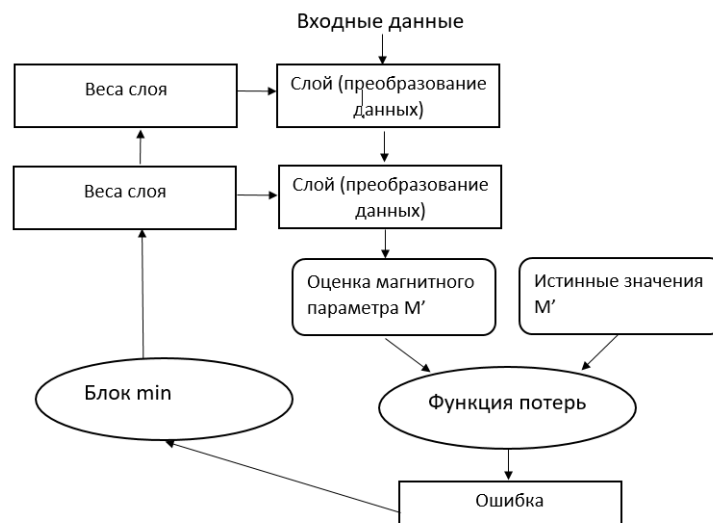 Входные данные
Веса слоя
Слой (преобразование
данных)
Веса слоя
Слой (преобразование
данных)
Оценка магнитного
параметра М’
Истинные значения
М’
Блок min
Функция потерь
Ошибка